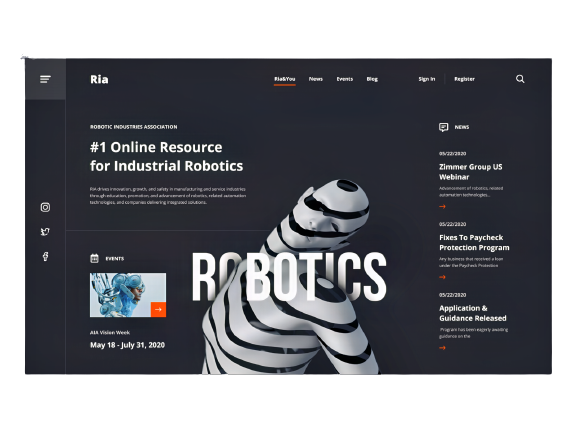 Ria
Ria&You
News
Events
Blog
Sign In
Register
ROBOTIC INDUSTRIES ASSOCIATION
#1 Online Resource
for Industrial Robotics
RIA drives innovation, growth, and safety in manufacturing and service industries
through education, promotion, and advancement of robotics, related automation
technologies, and companies delivering integrated solutions.
EVENTS
AIA Vision Week
May 18 - July 31, 2020
ROBOTICS
NEWS
05/22/2020
Zimmer Group US
Webinar
Advancement of robotics, related
automation technologies...
05/22/2020
Fixes To Paycheck
Protection Program
Any business that received a loan
under the Paycheck Protection
05/22/2020
Application &
Guidance Released
Program has been eagerly awaiting
guidance on the